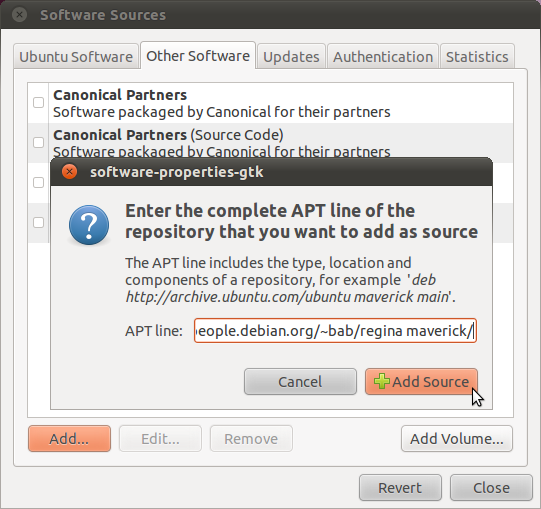 Software Sources
Ubuntu Software Other Software Updates Authentication Statistics
Canonical Partners
Software packaged by Canonical for their partners
Canonical Partners (Source Code)
Software packaged by Canonical for their partners
software-properties-gtk
Enter the complete APT line of the
repository that you want to add as source
The APT line includes the type, location and
components of a repository, for example 'deb
http://archive.ubuntu.com/ubuntu maverick main'.
APT line: people.debian.org/~bab/regina maverick/
Cancel Add Source
Add... Edit... Remove Add Volume...
Revert Close